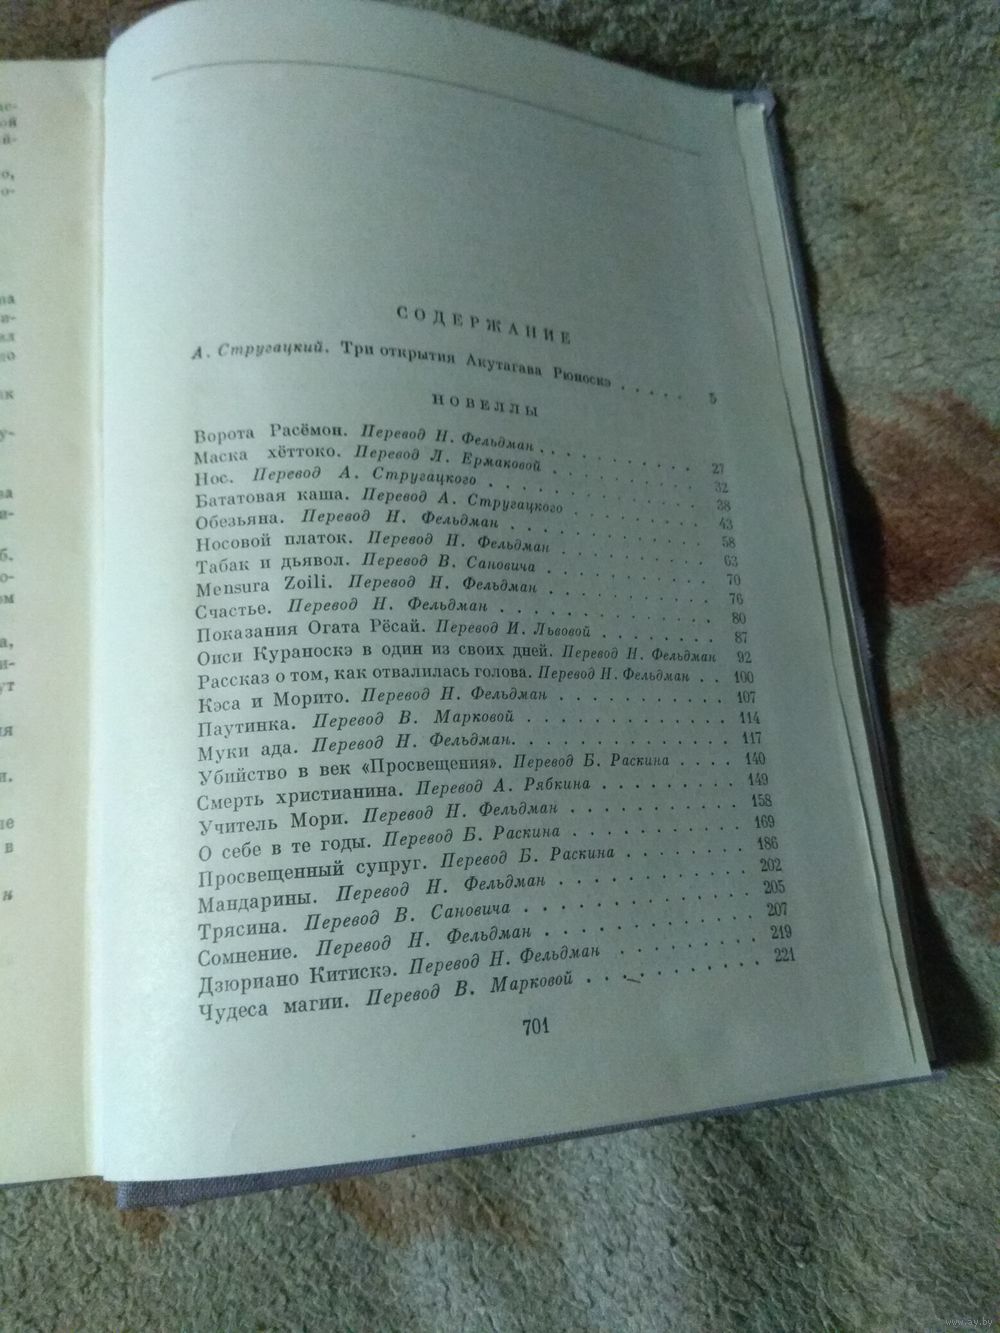 СОДЕРЖАНИЕ
А. Стругацкий. Три открытия Акутагава Рюноскэ . . . . . 5
НОВЕЛЛЫ
Ворота Расёмон. Перевод Н. Фельдман . . . . . . . . . . 27
Маска хёттоко. Перевод Л. Ермаковой . . . . . . . . . . 32
Нос. Перевод А. Стругацкого . . . . . . . . . . 38
Бататовая каша. Перевод А. Стругацкого . . . . . . . . 43
Обезьяна. Перевод Н. Фельдман . . . . . . . . . . 58
Носовой платок. Перевод Н. Фельдман . . . . . . . . 63
Табак и дьявол. Перевод В. Сановича . . . . . . . . 70
Mensura Zoili. Перевод Н. Фельдман . . . . . . . . 76
Счастье. Перевод Н. Фельдман . . . . . . . . . . 80
Показания Огата Рёсай. Перевод И. Львовой . . . . . . . 87
Оиси Кураноскэ в один из своих дней. Перевод Н. Фельдман 92
Рассказ о том, как отвалилась голова. Перевод Н. Фельдман . . 100
Кэса и Морито. Перевод Н. Фельдман . . . . . . . . 107
Паутинка. Перевод В. Марковой . . . . . . . . . . 114
Муки ада. Перевод Н. Фельдман. . . . . . . . . . . 117
Убийство в век «Просвещения». Перевод Б. Раскина . . . . 140
Смерть христианина. Перевод А. Рябкина . . . . . . . 149
Учитель Мори. Перевод Н. Фельдман . . . . . . . . 158
О себе в те годы. Перевод Б. Раскина . . . . . . . . 169
Просвещенный супруг. Перевод Б. Раскина . . . . . . 186
Мандарины. Перевод Н. Фельдман . . . . . . . . 202
Трясина. Перевод В. Сановича . . . . . . . . . . 205
Сомнение. Перевод Н. Фельдман . . . . . . . . . 207
Дзюриано Китискэ. Перевод Н. Фельдман . . . . . . . 219
Чудеса магии. Перевод В. Марковой . . . . . . . . 221
701
www.ay.by